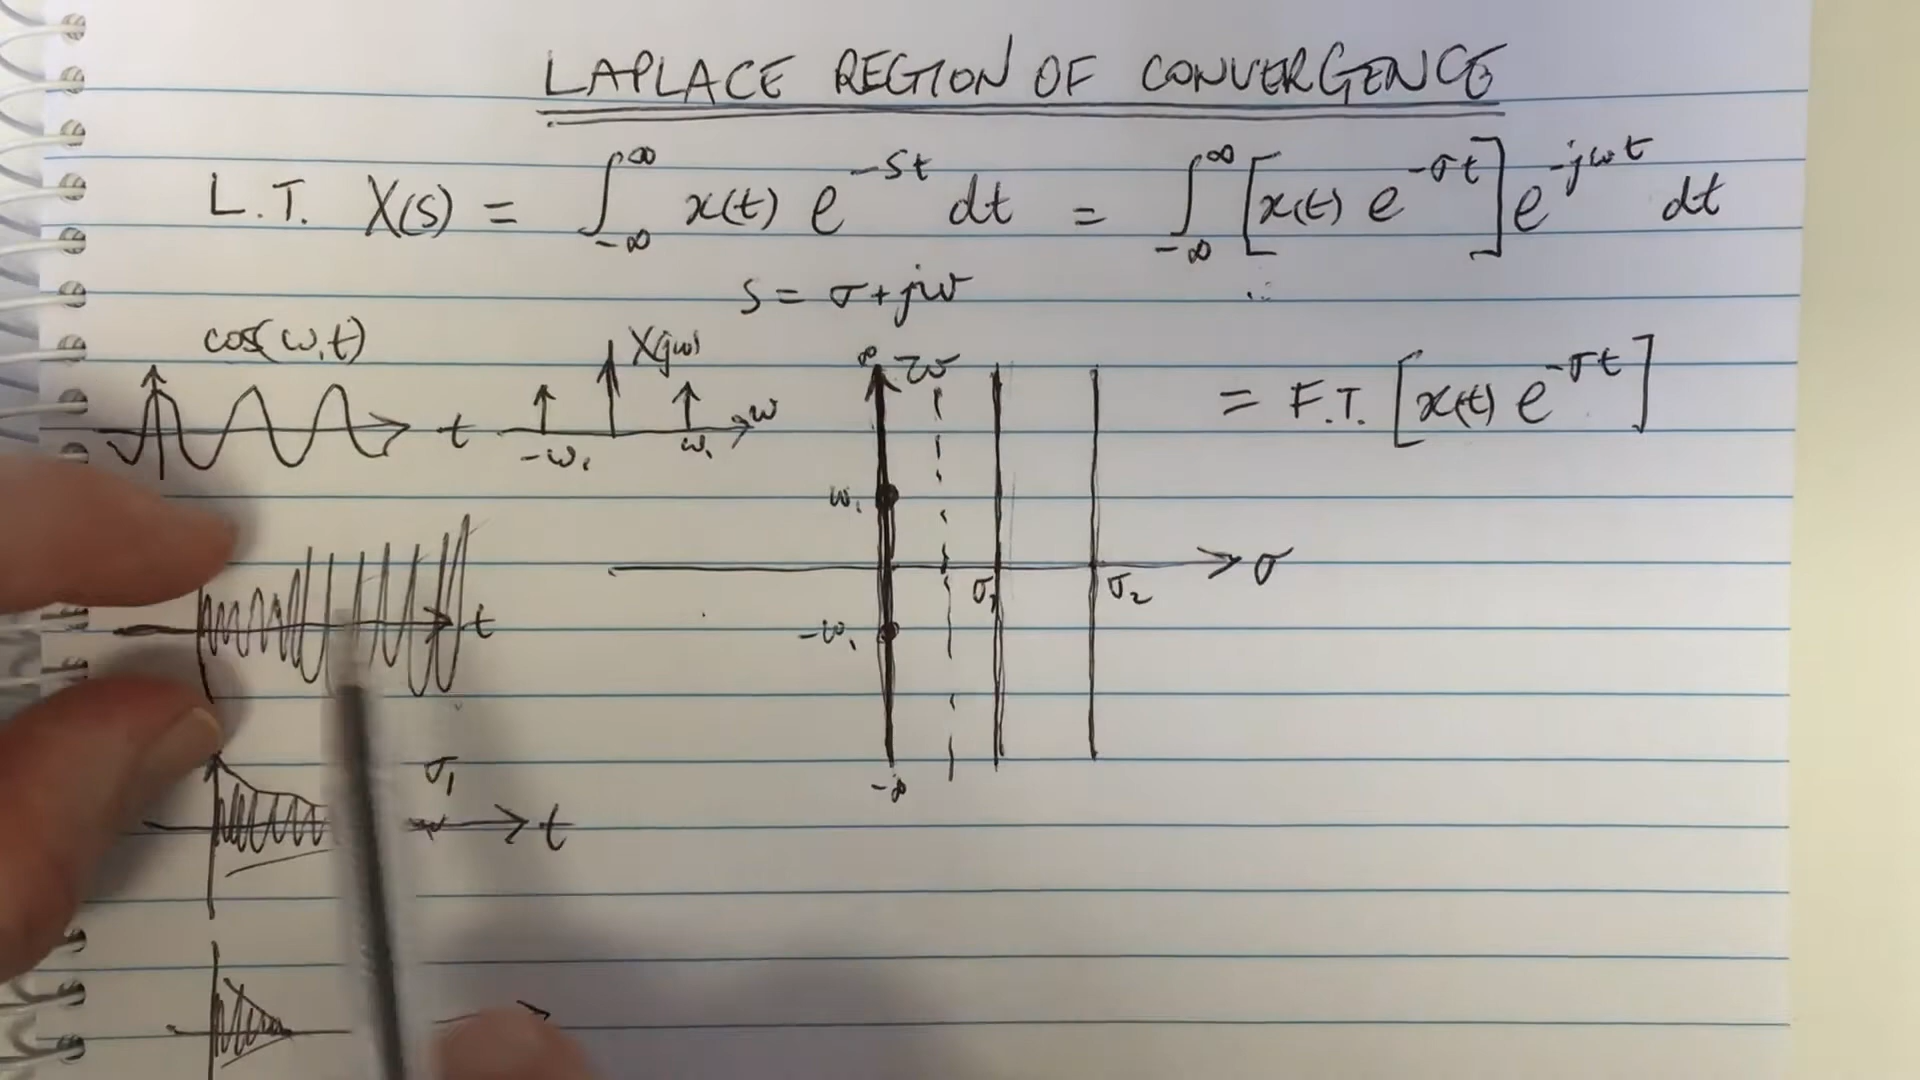 LAPLACE REGION OF CONVERGENCE
L.T. X(s) = ∫_{-∞}^{∞} x(t) e^{-st} dt = ∫_{-∞}^{∞} [x(t) e^{-σt}] e^{-jωt} dt
s = σ+jω
cos(ω₁t)
X(jω)
t
-ω₁
ω₁
ω
∞
ω₁
-ω₁
-∞
σ₁
σ₂
σ
= F.T. [x(t) e^{-σt}]
t
σ₁
t